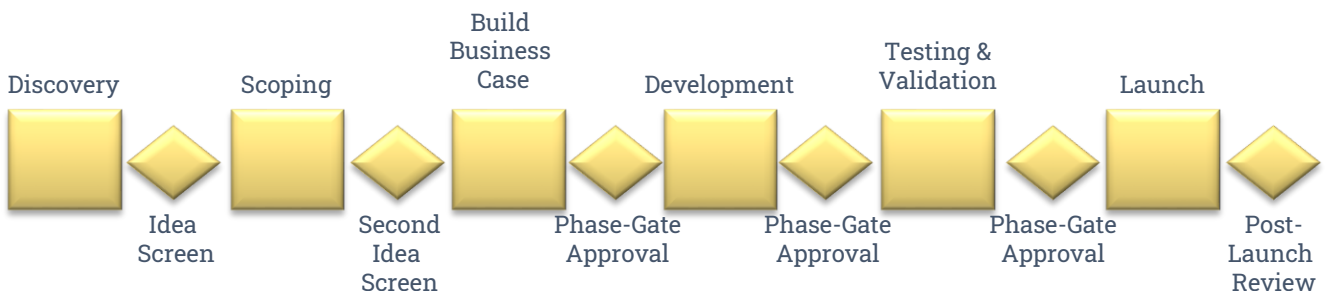 Discovery
Idea
Screen
Scoping
Second
Idea
Screen
Build
Business
Case
Phase-Gate
Approval
Development
Phase-Gate
Approval
Testing &
Validation
Phase-Gate
Approval
Launch
Post-
Launch
Review